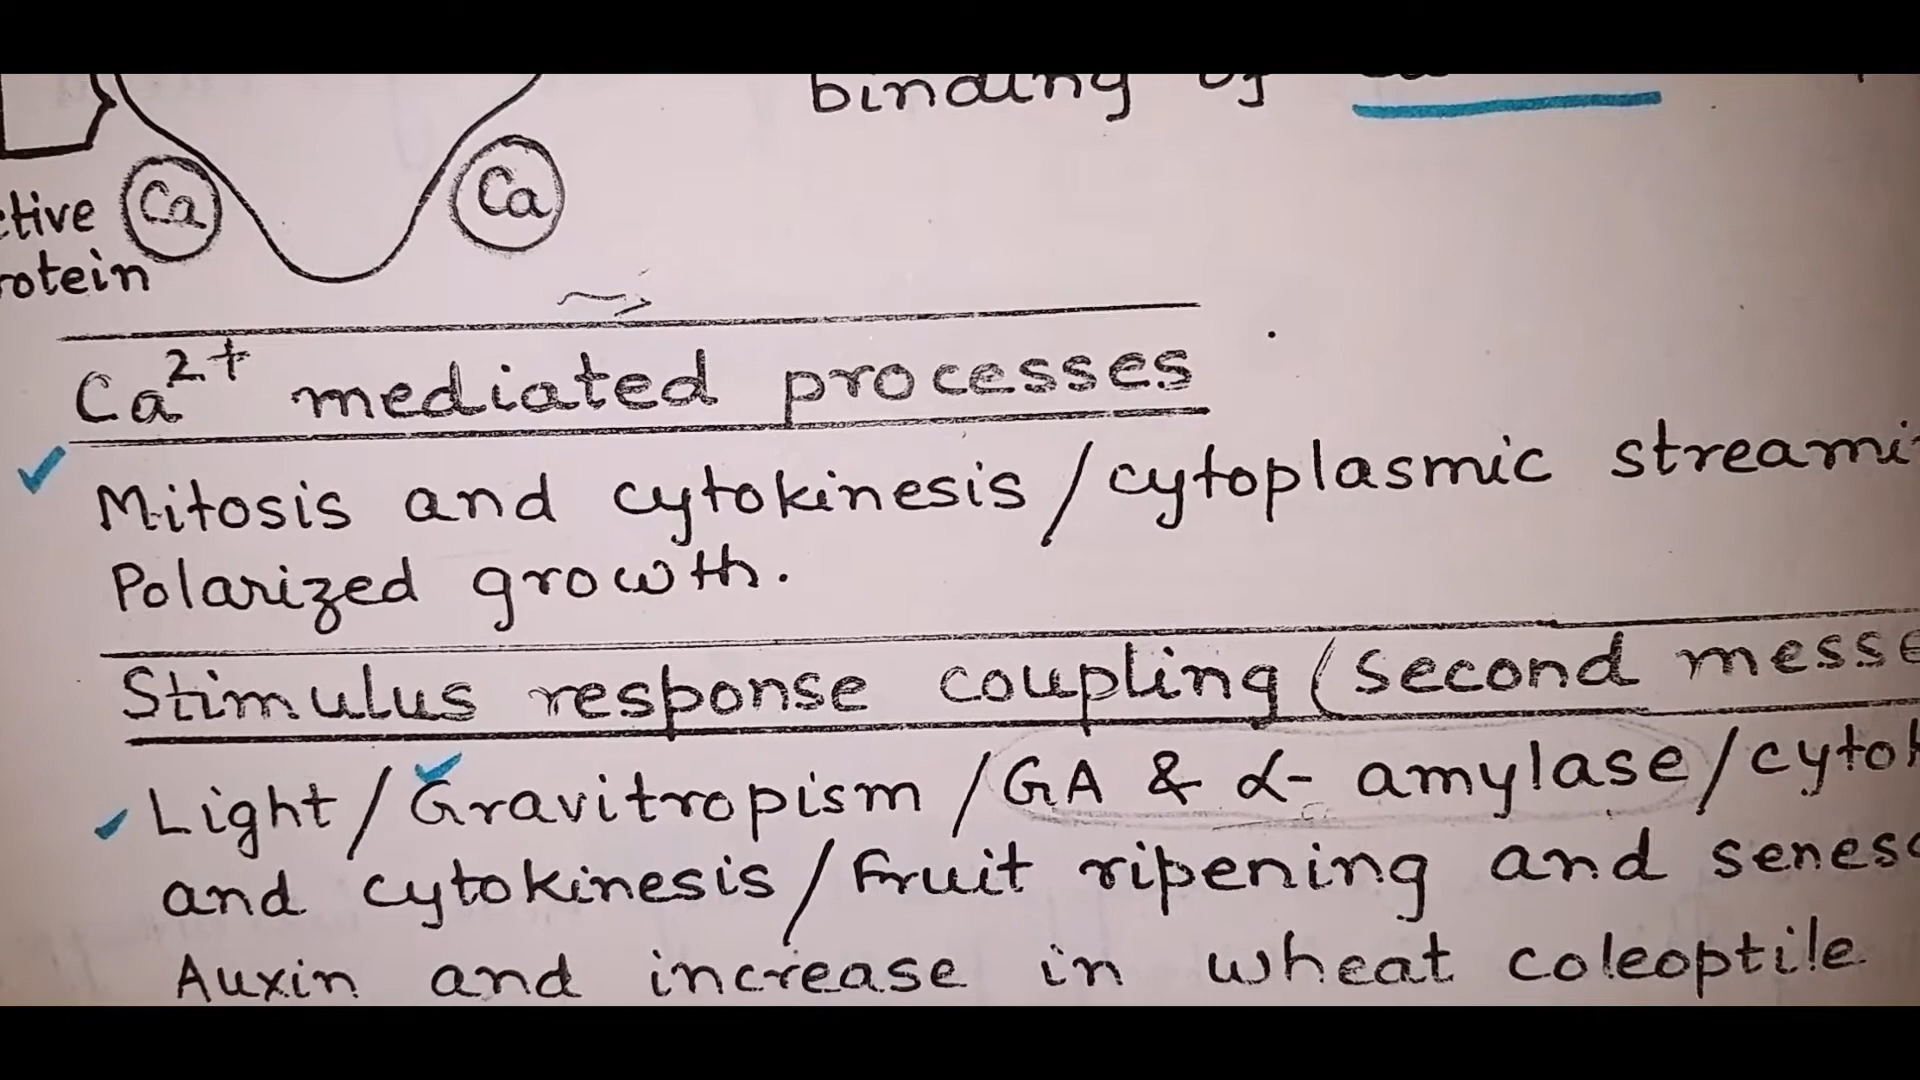 binding of
Ca
Ca
ctive
rotein
Ca2+ mediated processes
Mitosis and cytokinesis/cytoplasmic streami
Polarized growth.
Stimulus response coupling (second messe
Light/Gravitropism/GA & α- amylase/cytok
and cytokinesis/Fruit ripening and senesc
Auxin and increase in wheat coleoptile